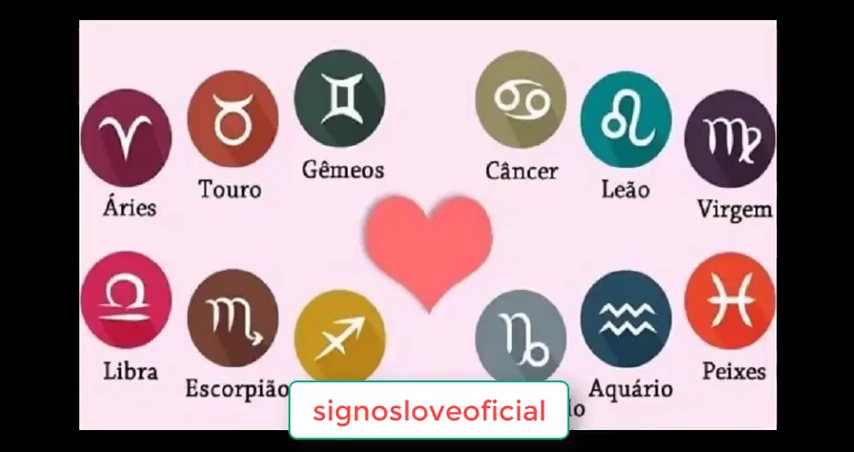 Áries
Touro
Gêmeos
Câncer
Leão
Virgem
Libra
Escorpião
Aquário
Peixes
signosloveoficial